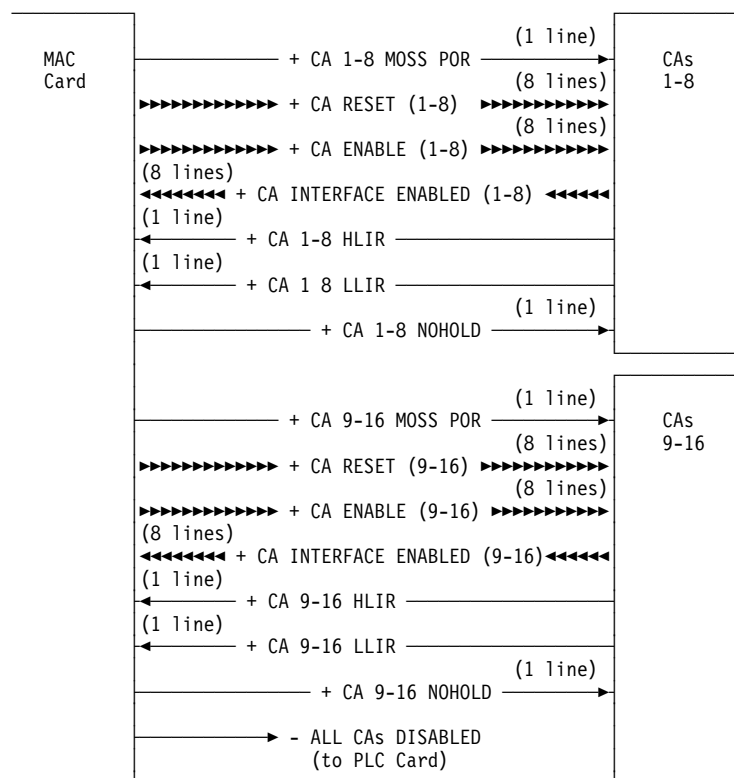 (1 line)
MAC + CA 1-8 MOSS POR CAs
Card (8 lines) 1-8
+ CA RESET (1-8)
(8 lines)
+ CA ENABLE (1-8)
(8 lines)
+ CA INTERFACE ENABLED (1-8)
(1 line)
+ CA 1-8 HLIR
(1 line)
+ CA 1 8 LLIR
(1 line)
+ CA 1-8 NOHOLD
(1 line)
+ CA 9-16 MOSS POR CAs
(8 lines) 9-16
+ CA RESET (9-16)
(8 lines)
+ CA ENABLE (9-16)
(8 lines)
+ CA INTERFACE ENABLED (9-16)
(1 line)
+ CA 9-16 HLIR
(1 line)
+ CA 9-16 LLIR
(1 line)
+ CA 9-16 NOHOLD
- ALL CAs DISABLED
(to PLC Card)